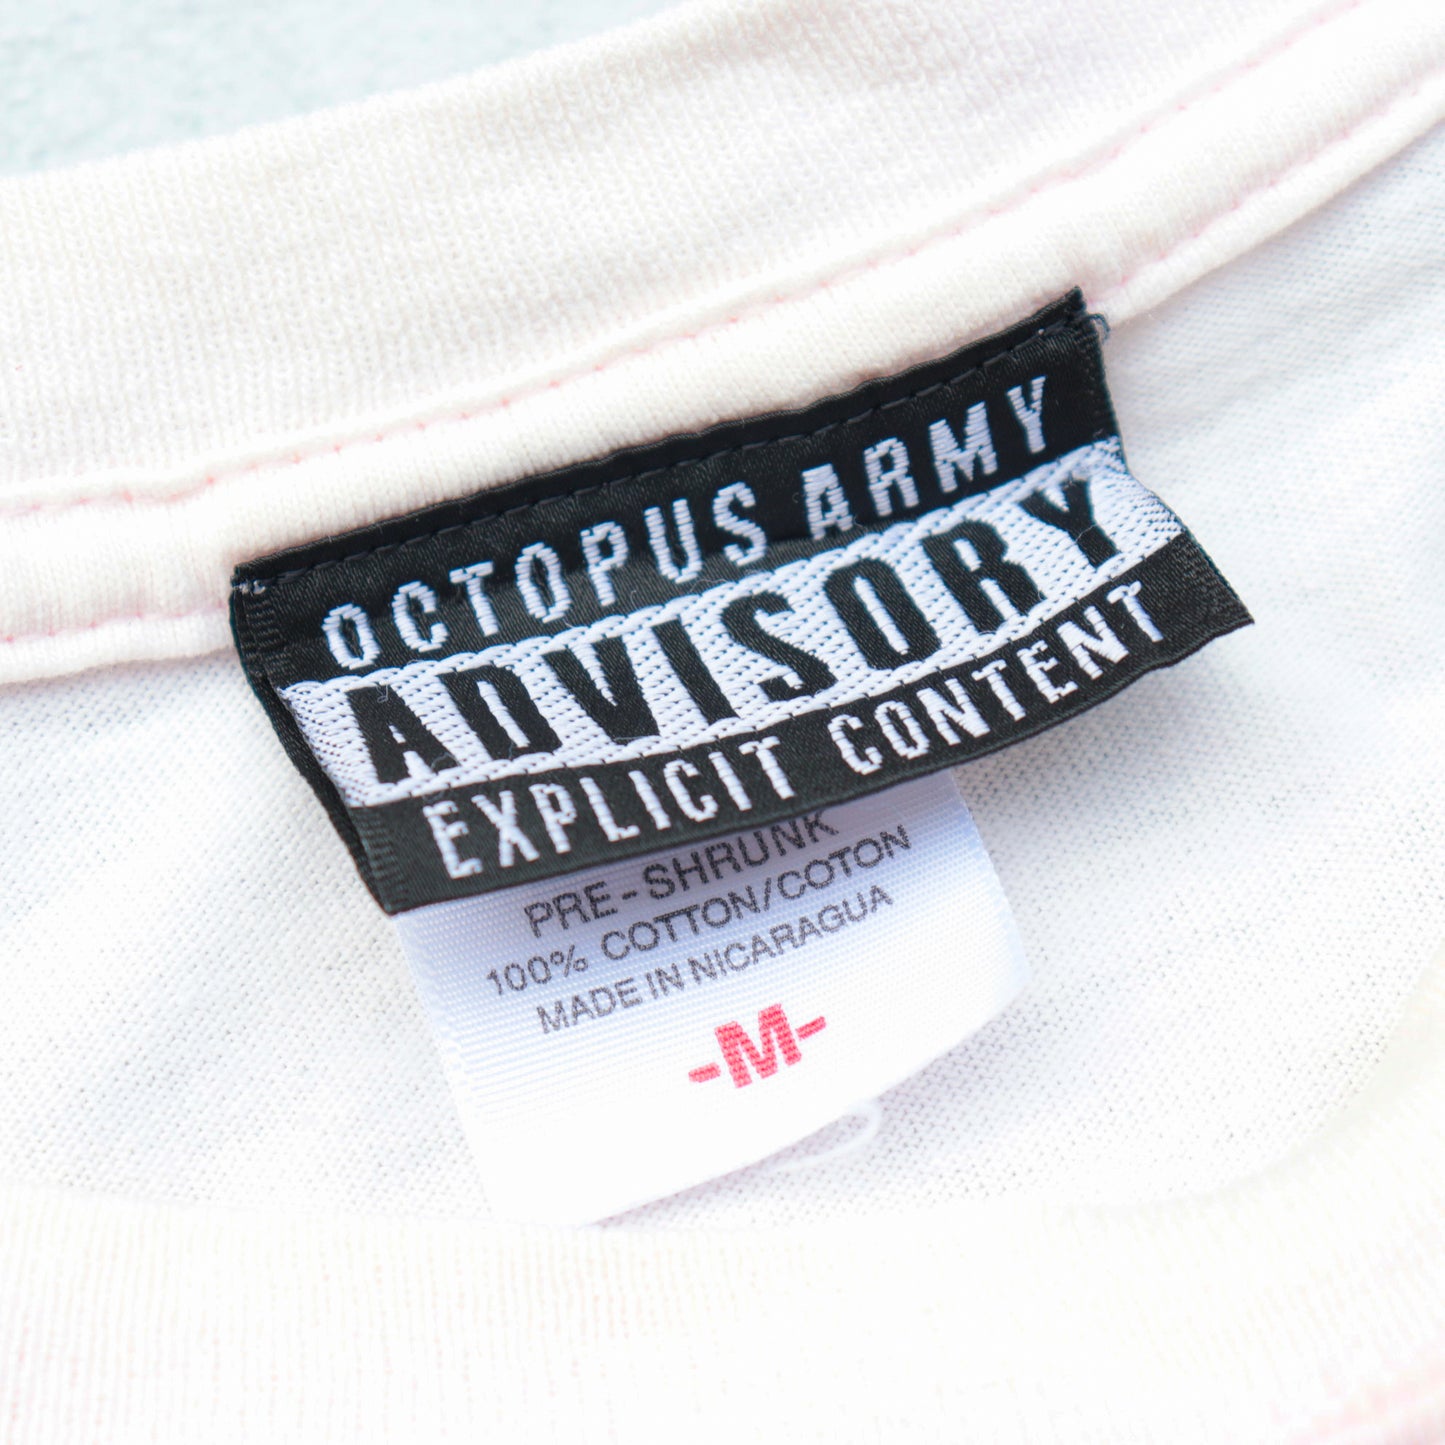 OCTOPUS ARMY
ADVISORY
EXPLICIT CONTENT
PRE-SHRUNK
100% COTTON/COTON
MADE IN NICARAGUA
-M-